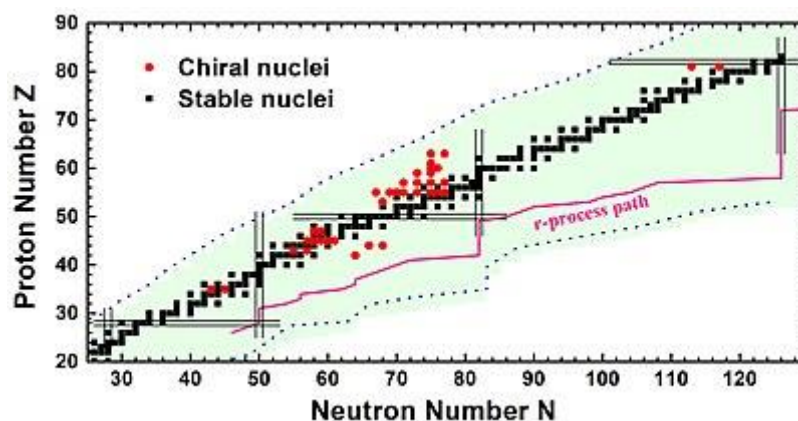 90
80
70
60
50
40
30
20
Proton Number Z
Chiral nuclei
Stable nuclei
r-process path
30 40 50 60 70 80 90 100 110 120
Neutron Number N